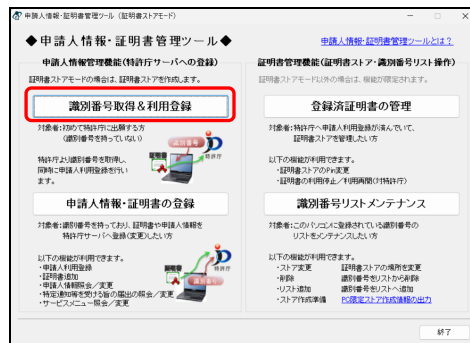 申請人情報・証明書管理ツール（証明書ストアモード）
◆申請人情報・証明書管理ツール◆
申請人情報・証明書管理ツールとは？
申請人情報管理機能(特許庁サーバへの登録)
証明書ストアモードの場合は、証明書ストアを作成します。
識別番号取得＆利用登録
対象者：初めて特許庁に出願する方
（識別番号を持っていない）
特許庁より識別番号を取得し、
同時に申請人利用登録を行い
ます。
識別番号
証明書
特許庁
申請人情報・証明書の登録
対象者：識別番号を持っており、証明書や申請人情報を
特許庁サーバへ登録(変更)したい方
以下の機能が利用できます。
・申請人利用登録
・証明書追加
・申請人情報照会／変更
・特定通知等を受ける旨の届出の照会／変更
・サービスメニュー照会／変更
証明書
識別番号
特許庁
証明書管理機能(証明書ストア・識別番号リスト操作)
証明書ストアモード以外の場合は、機能が限定されます。
登録済証明書の管理
対象者：特許庁へ申請人利用登録が済んでいて、
証明書ストアを管理したい方
以下の機能が利用できます。
・証明書ストアのPin変更
・証明書の利用停止／利用再開(対特許庁)
識別番号リストメンテナンス
対象者：このパソコンに登録されている識別番号の
リストをメンテナンスしたい方
以下の機能が利用できます。
・ストア変更 証明書ストアの場所を変更
・削除 識別番号をリストから削除
・リスト追加 識別番号をリストへ追加
・ストア作成準備 PC限定ストア作成情報の出力
終了